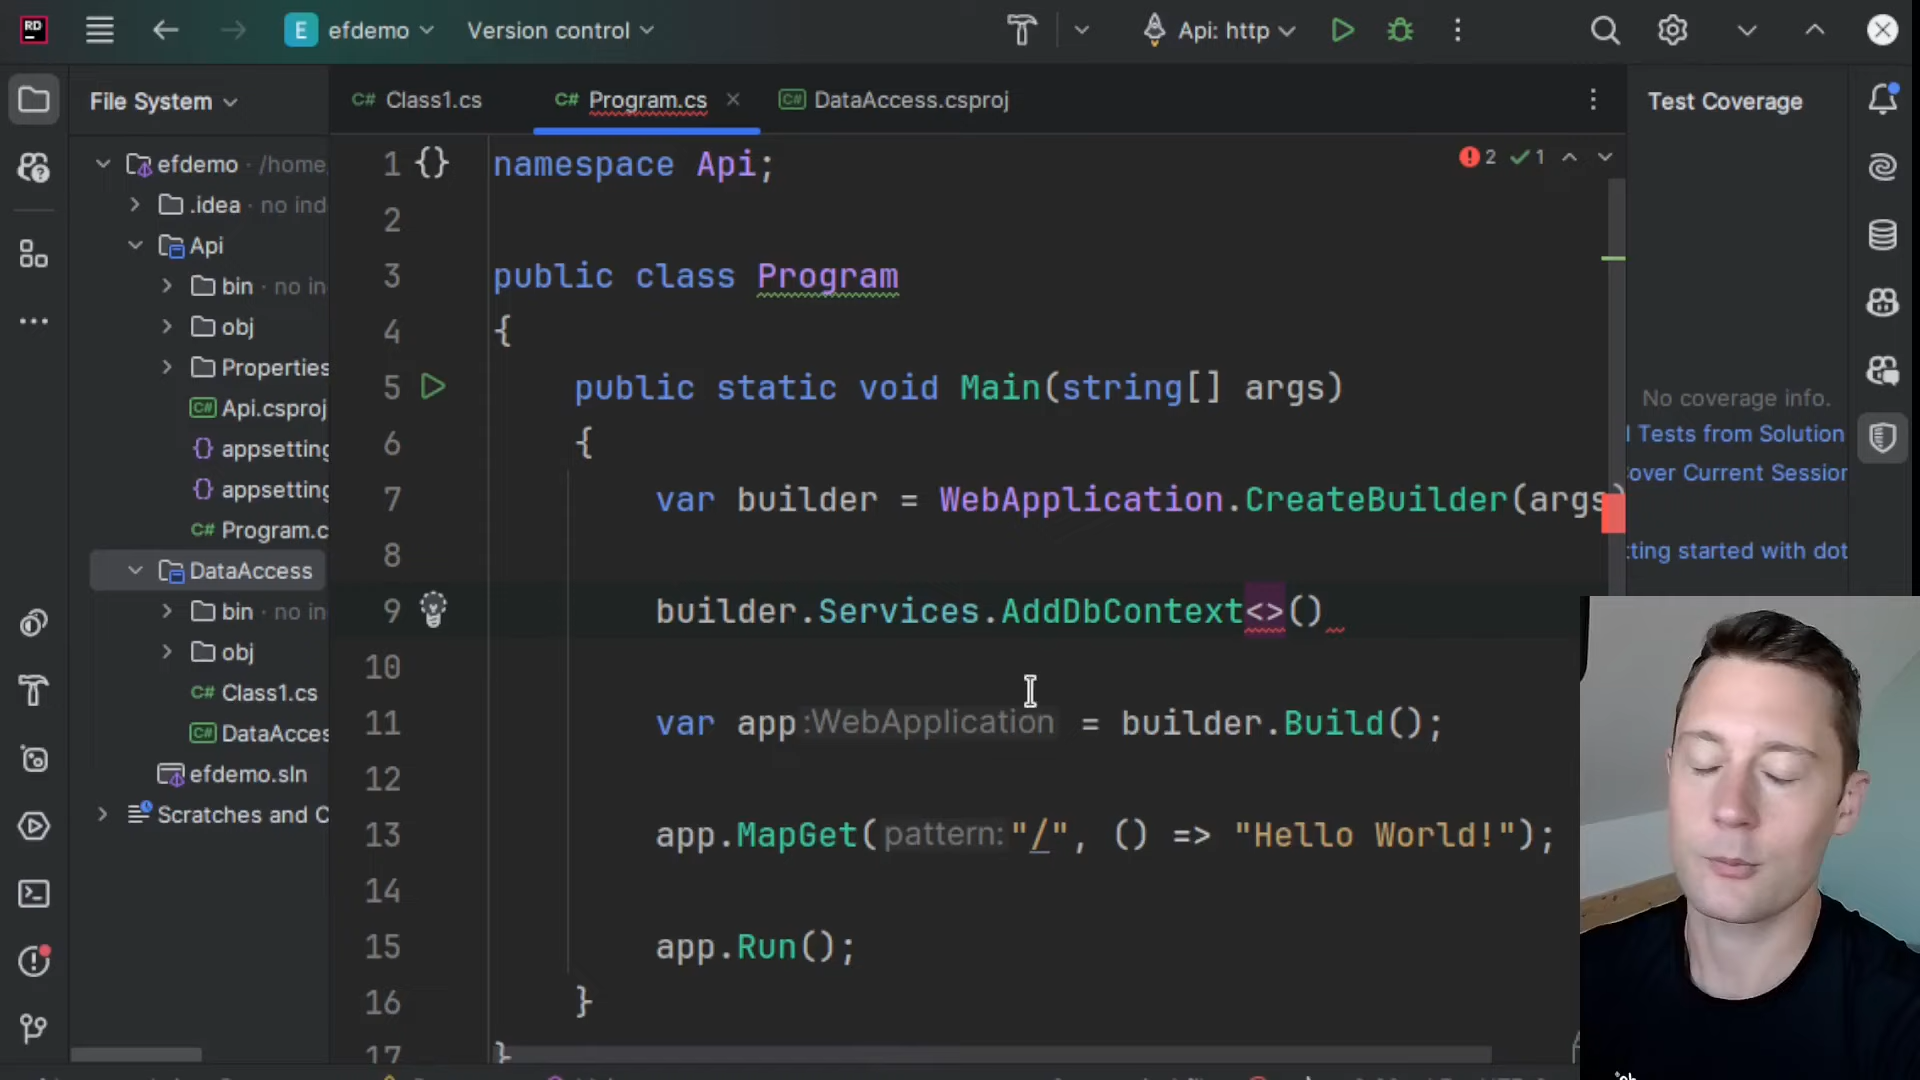 RD
E efdemo
Version control
Api: http
File System
C# Class1.cs
C# Program.cs
C# DataAccess.csproj
Test Coverage
efdemo /home
.idea no ind
Api
bin no in
obj
Properties
C# Api.csproj
{} appsetting
{} appsetting
C# Program.c
DataAccess
bin no in
obj
C# Class1.cs
C# DataAcces
efdemo.sln
Scratches and C
2 1
1 {} namespace Api;
2
3 public class Program
4 {
5 public static void Main(string[] args)
6 {
7 var builder = WebApplication.CreateBuilder(args)
8
9 builder.Services.AddDbContext<>()
10
11 var app :WebApplication = builder.Build();
12
13 app.MapGet( pattern: "/", () => "Hello World!");
14
15 app.Run();
16 }
17 }
No coverage info.
l Tests from Solution
over Current Session
tting started with dot